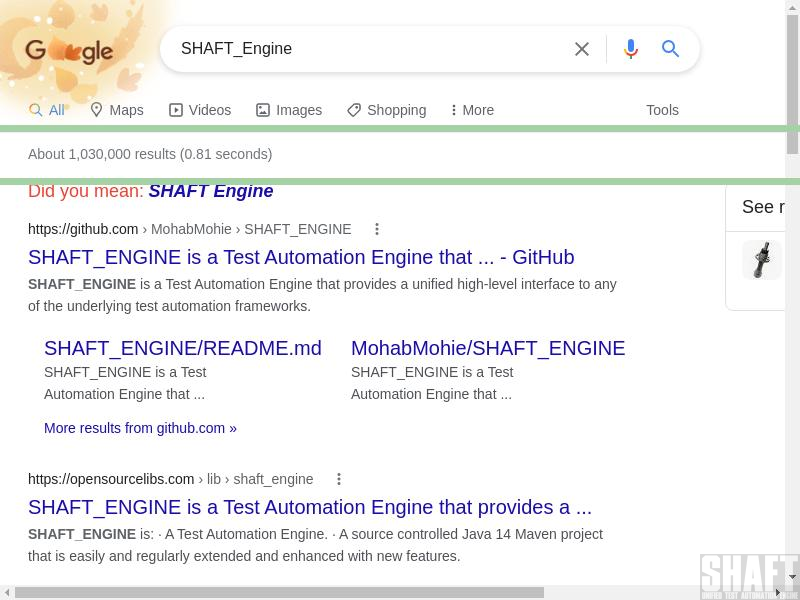 Google
SHAFT_Engine
All Maps Videos Images Shopping More Tools
About 1,030,000 results (0.81 seconds)
Did you mean: SHAFT Engine
https://github.com › MohabMohie › SHAFT_ENGINE
SHAFT_ENGINE is a Test Automation Engine that ... - GitHub
SHAFT_ENGINE is a Test Automation Engine that provides a unified high-level interface to any
of the underlying test automation frameworks.
SHAFT_ENGINE/README.md
SHAFT_ENGINE is a Test
Automation Engine that ...
MohabMohie/SHAFT_ENGINE
SHAFT_ENGINE is a Test
Automation Engine that ...
More results from github.com »
https://opensourcelibs.com › lib › shaft_engine
SHAFT_ENGINE is a Test Automation Engine that provides a ...
SHAFT_ENGINE is: · A Test Automation Engine. · A source controlled Java 14 Maven project
that is easily and regularly extended and enhanced with new features.
See r
SHAFT
UNIFIED TEST AUTOMATION ENGINE